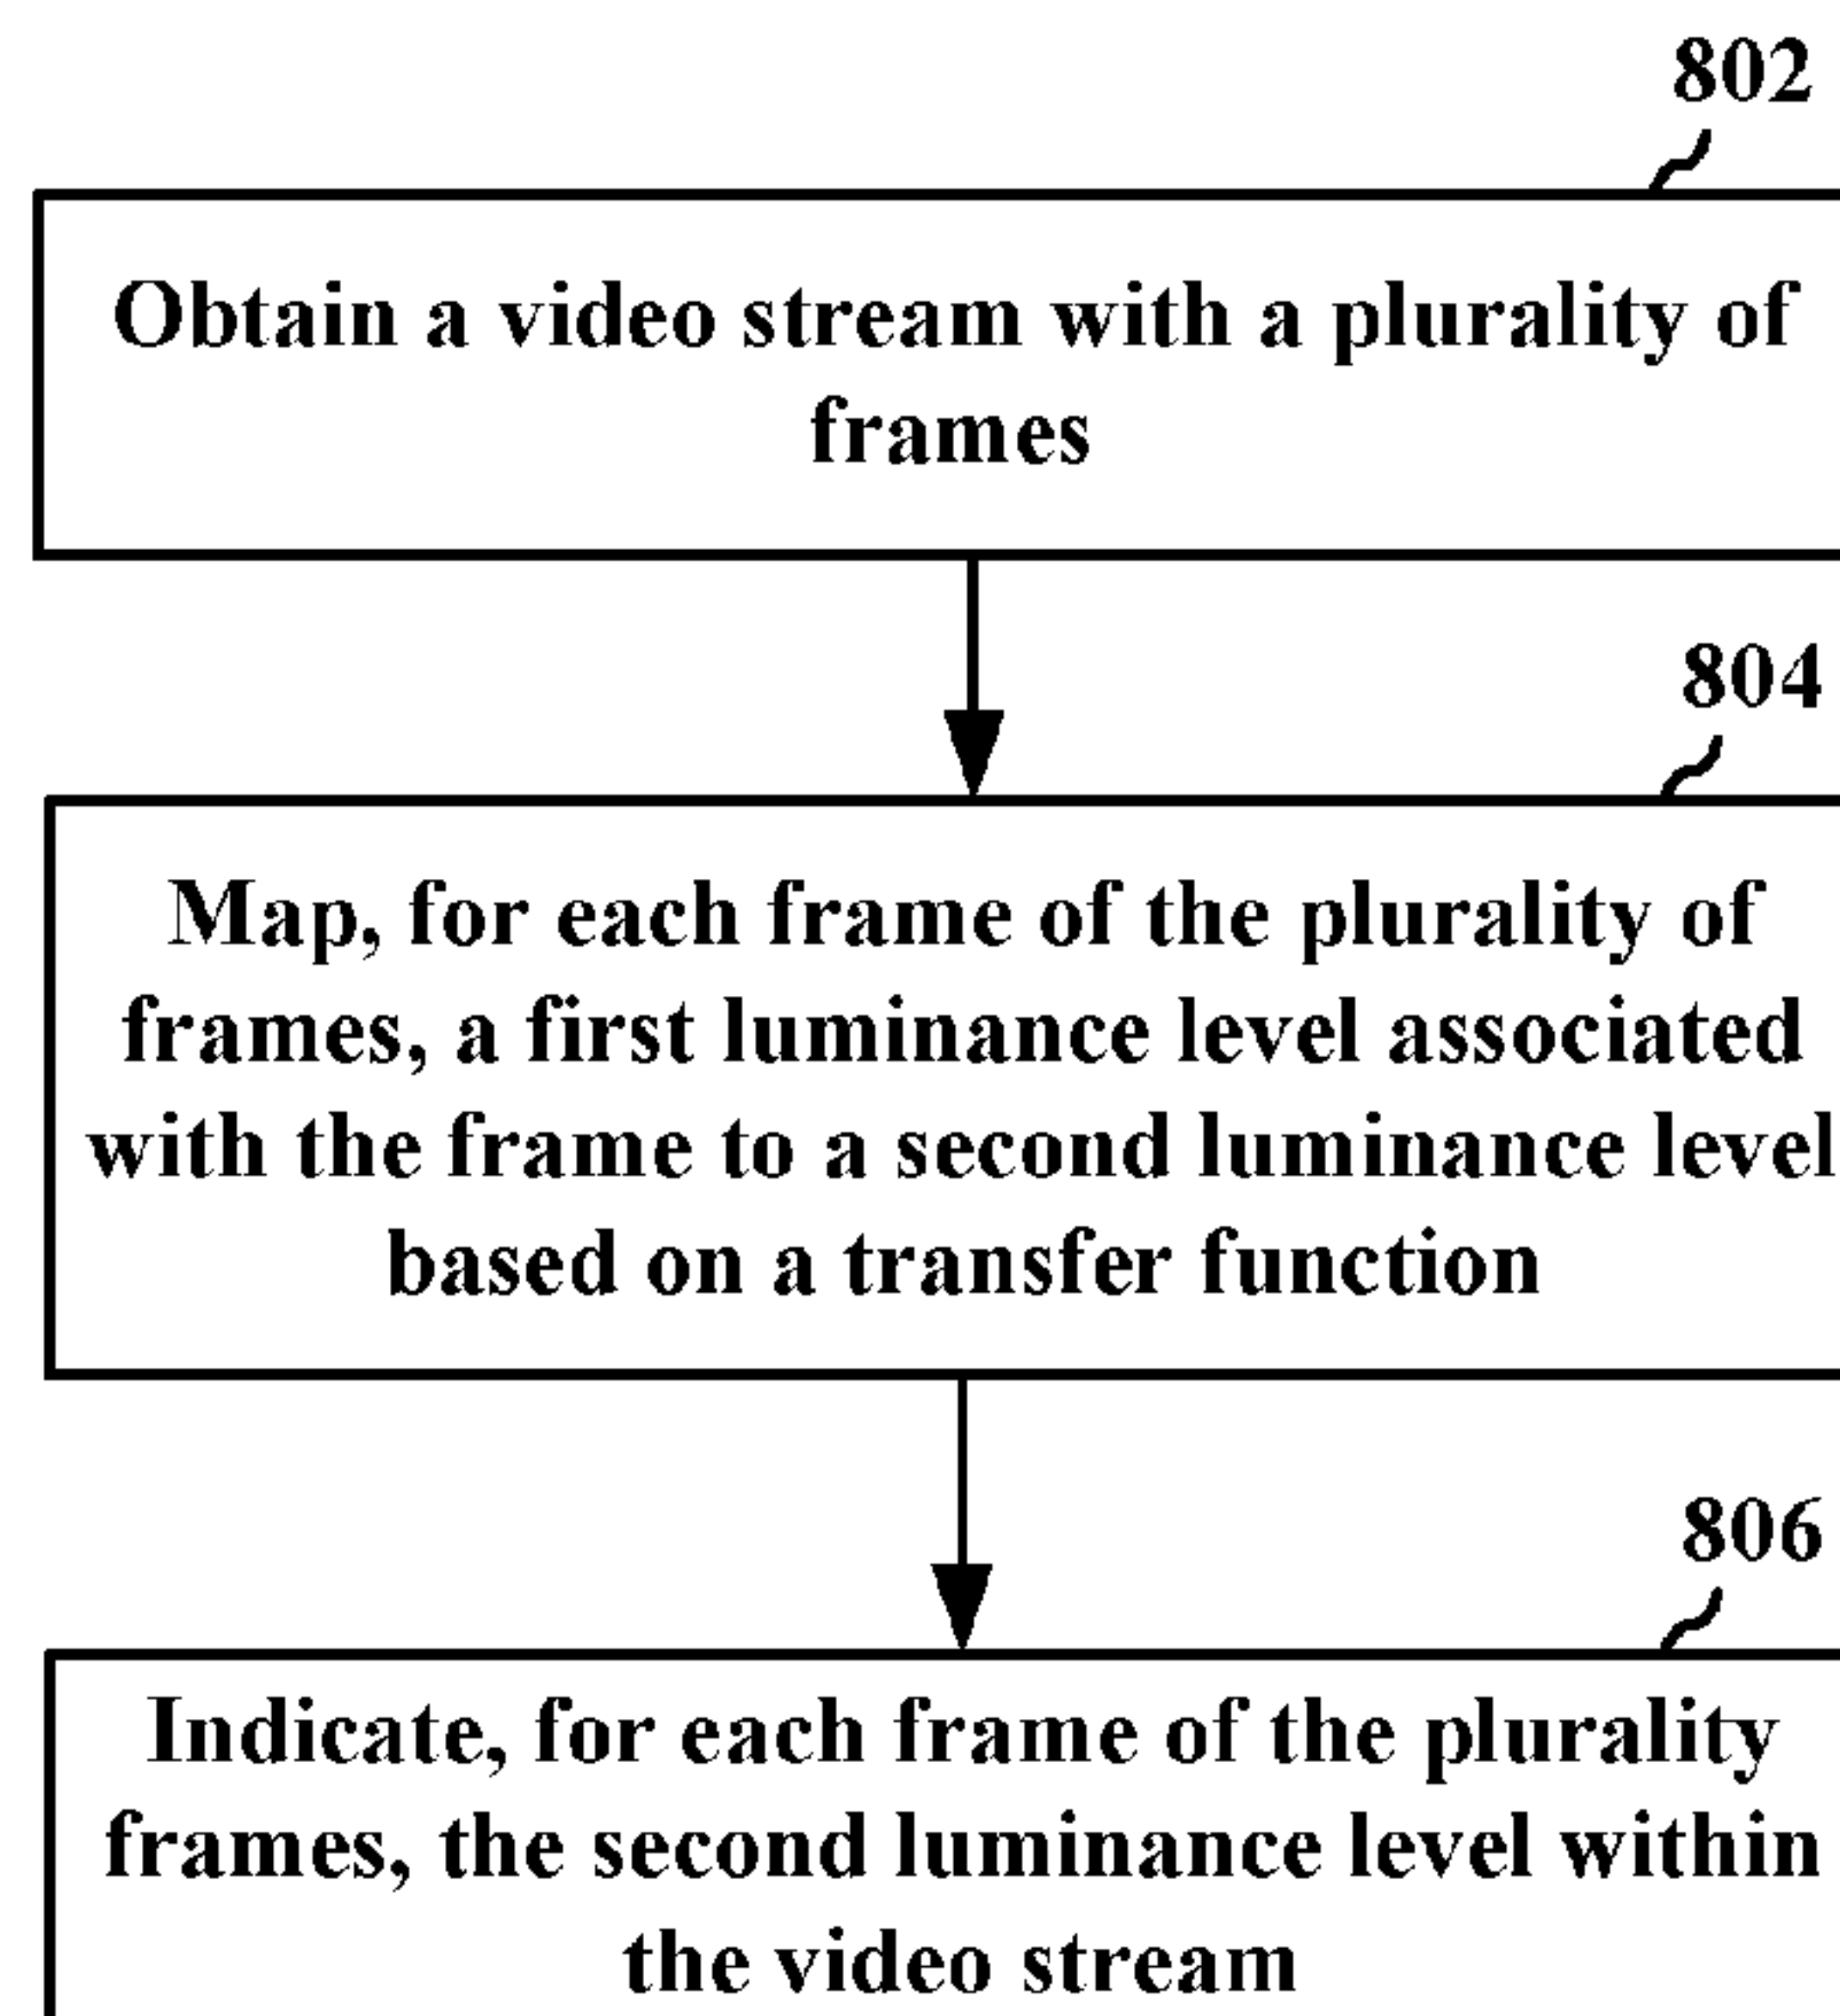 802
Obtain a video stream with a plurality of
frames
804
Map, for each frame of the plurality of
frames, a first luminance level associated
with the frame to a second luminance level
based on a transfer function
806
Indicate, for each frame of the plurality
frames, the second luminance level within
the video stream